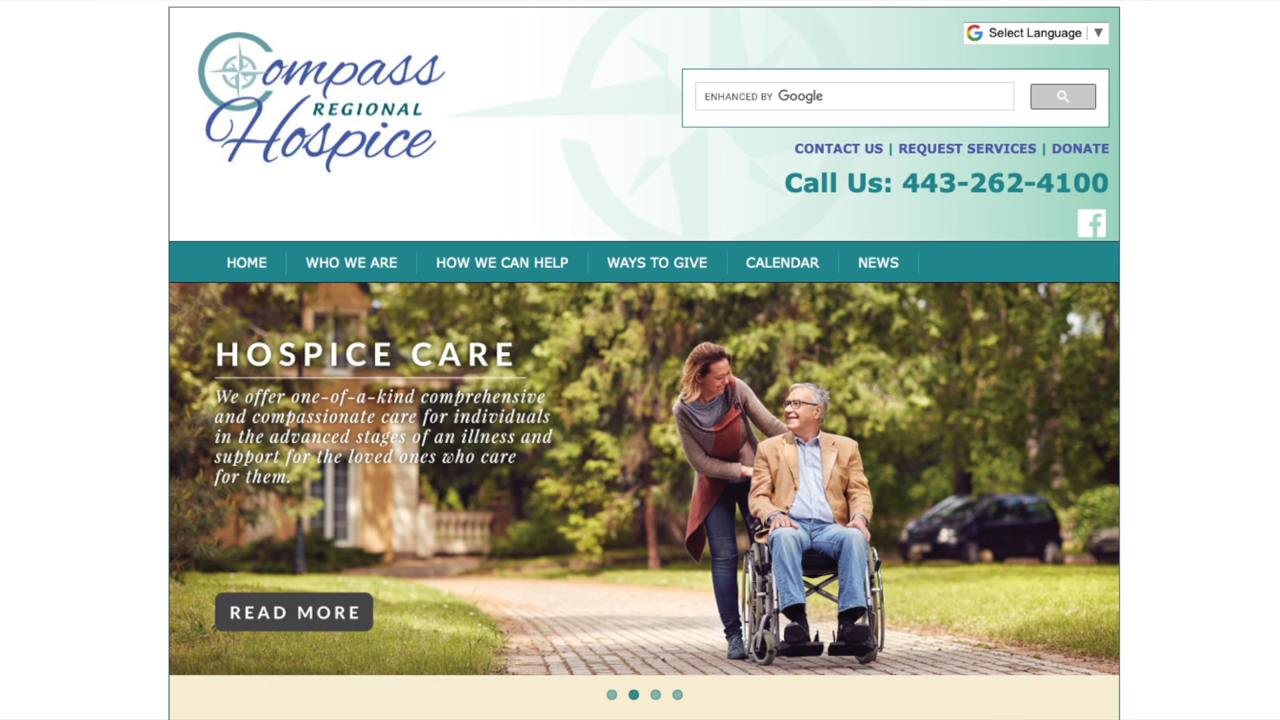 Compass
REGIONAL
Hospice
Select Language ▼
ENHANCED BY Google
CONTACT US | REQUEST SERVICES | DONATE
Call Us: 443-262-4100
HOME WHO WE ARE HOW WE CAN HELP WAYS TO GIVE CALENDAR NEWS
HOSPICE CARE
We offer one-of-a-kind comprehensive
and compassionate care for individuals
in the advanced stages of an illness and
support for the loved ones who care
for them.
READ MORE